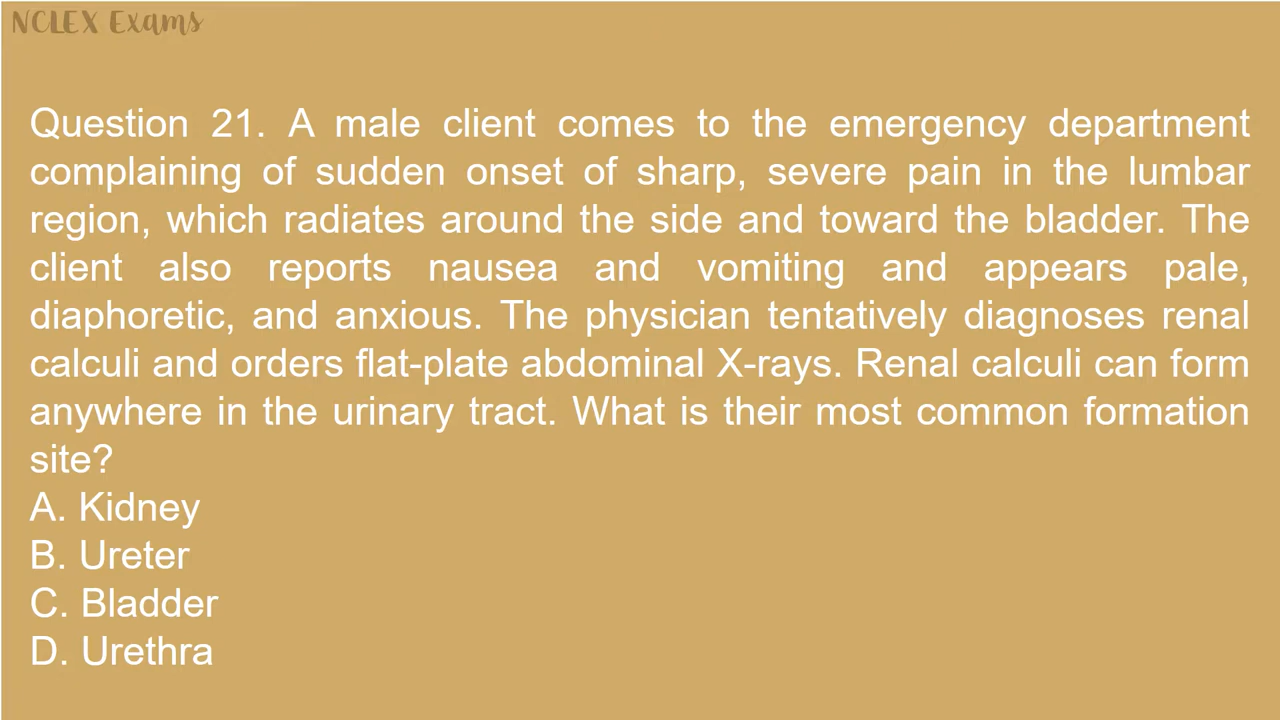 NCLEX Exams
Question 21. A male client comes to the emergency department
complaining of sudden onset of sharp, severe pain in the lumbar
region, which radiates around the side and toward the bladder. The
client also reports nausea and vomiting and appears pale,
diaphoretic, and anxious. The physician tentatively diagnoses renal
calculi and orders flat-plate abdominal X-rays. Renal calculi can form
anywhere in the urinary tract. What is their most common formation
site?
A. Kidney
B. Ureter
C. Bladder
D. Urethra